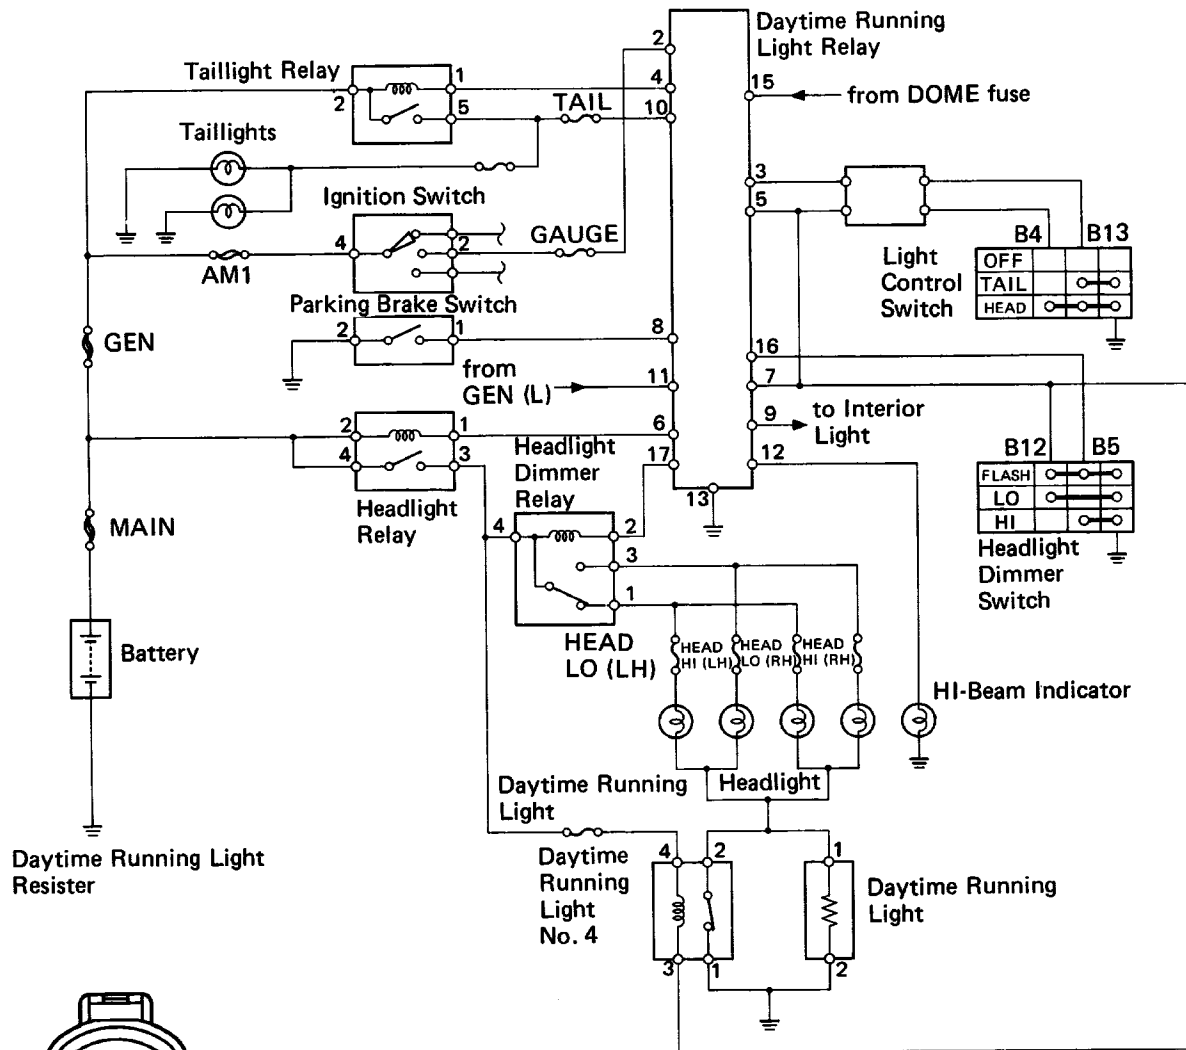 Daytime Running
Light Relay
2
Taillight Relay
1
2
5
4
TAIL
10
15
from DOME fuse
Taillights
3
5
Ignition Switch
4
2
GAUGE
AM1
B4 B13
Light
Control
Switch
OFF
TAIL
HEAD
Parking Brake Switch
2
1
8
GEN
from
GEN (L)
11
16
7
9
to Interior
Light
2
1
6
4
3
17
12
Headlight
Relay
Headlight
Dimmer
Relay
13
B12 B5
FLASH
LO
HI
Headlight
Dimmer
Switch
MAIN
4
2
3
1
Battery
HEAD
LO (LH)
HEAD
HI (LH)
HEAD
LO (RH)
HEAD
HI (RH)
HI-Beam Indicator
Headlight
Daytime Running
Light
Daytime Running Light
Resister
Daytime
Running
Light
No. 4
4
2
3
1
1
2
Daytime Running
Light